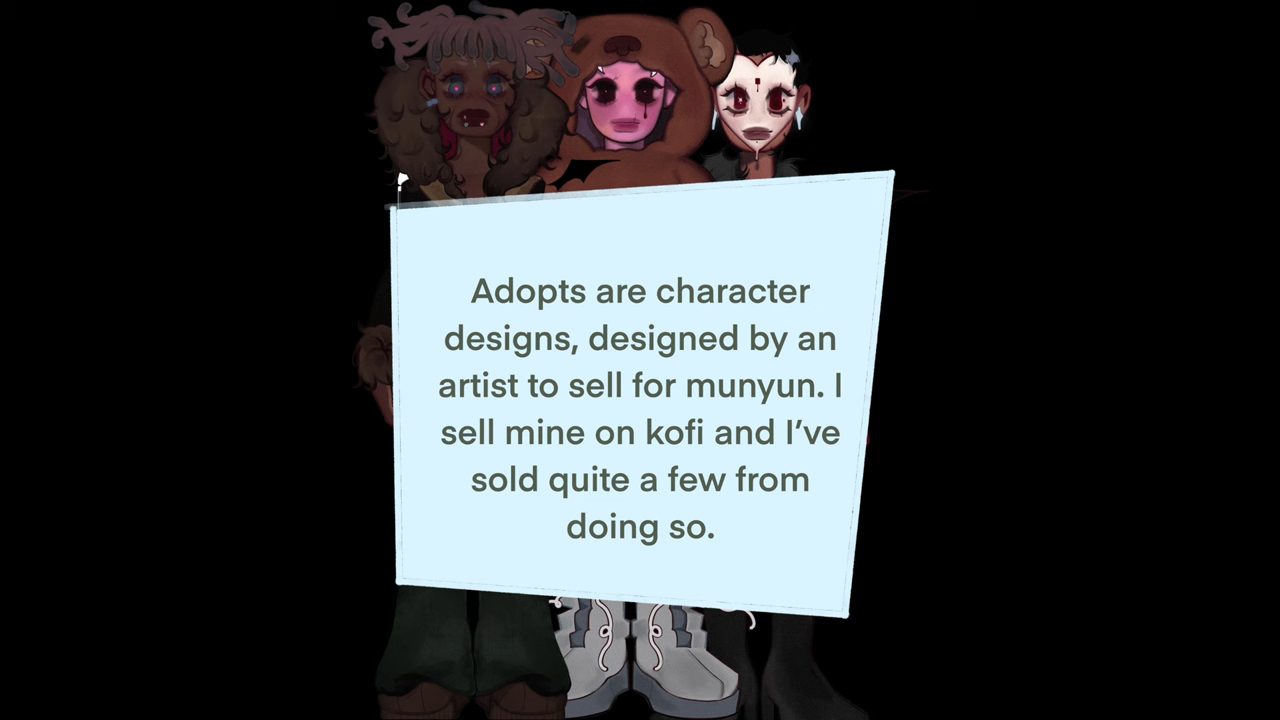 Adopts are character
designs, designed by an
artist to sell for munyun. I
sell mine on kofi and I’ve
sold quite a few from
doing so.